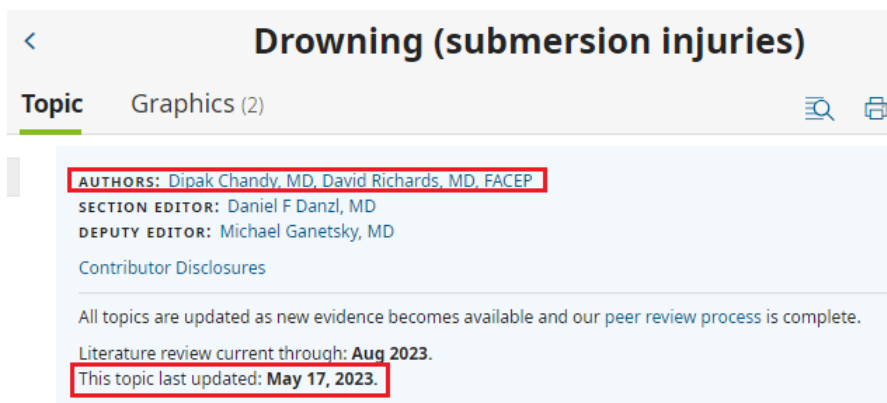 Drowning (submersion injuries)
Topic Graphics (2)
AUTHORS: Dipak Chandy, MD, David Richards, MD, FACEP
SECTION EDITOR: Daniel F Danzl, MD
DEPUTY EDITOR: Michael Ganetsky, MD
Contributor Disclosures
All topics are updated as new evidence becomes available and our peer review process is complete.
Literature review current through: Aug 2023.
This topic last updated: May 17, 2023.